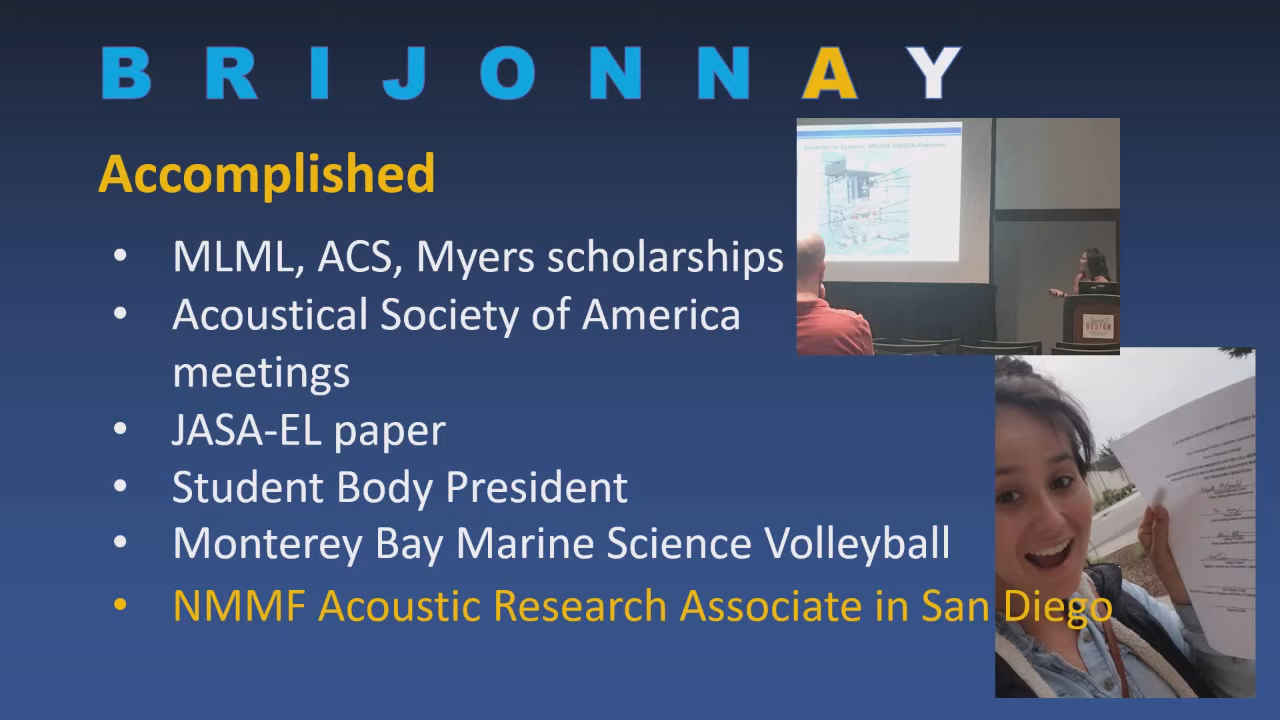 B R I J O N N A Y
Accomplished
• MLML, ACS, Myers scholarships
• Acoustical Society of America
meetings
• JASA-EL paper
• Student Body President
• Monterey Bay Marine Science Volleyball
• NMMF Acoustic Research Associate in San Diego
BOSTON